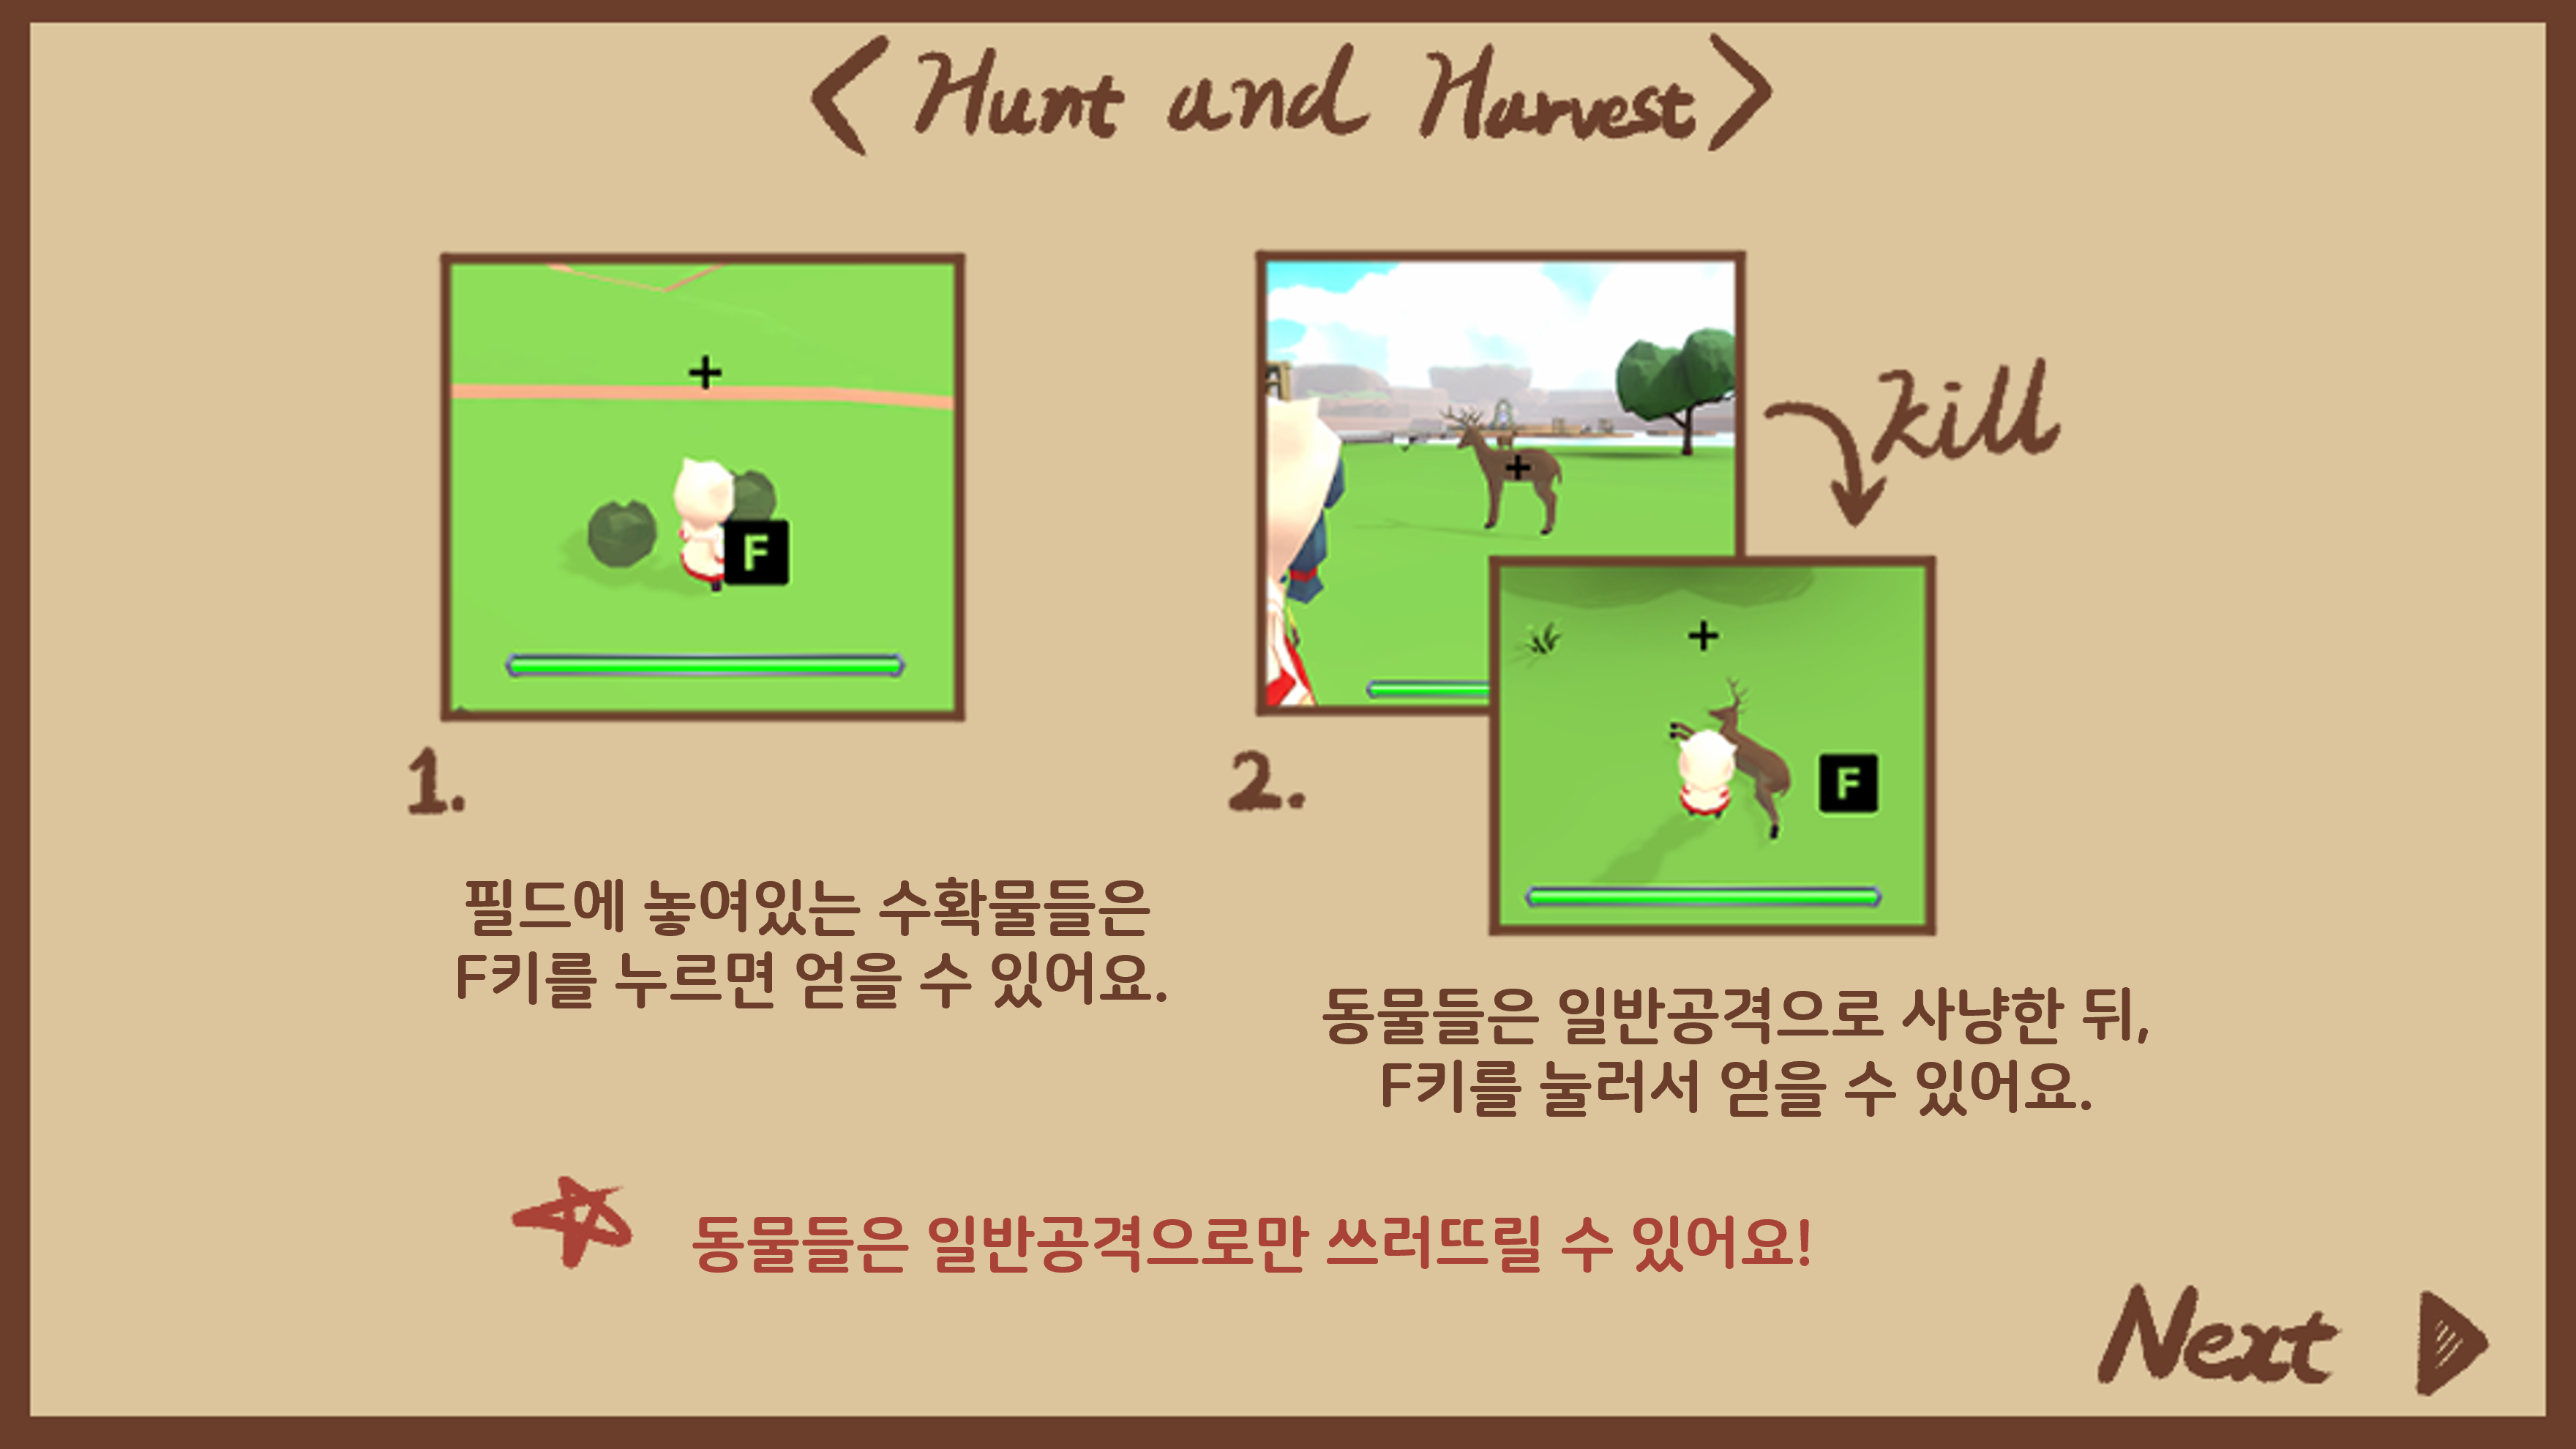 < Hunt and Harvest >
F
kill
F
1.
필드에 놓여있는 수확물들은
F키를 누르면 얻을 수 있어요.
2.
동물들은 일반공격으로 사냥한 뒤,
F키를 눌러서 얻을 수 있어요.
동물들은 일반공격으로만 쓰러뜨릴 수 있어요!
Next